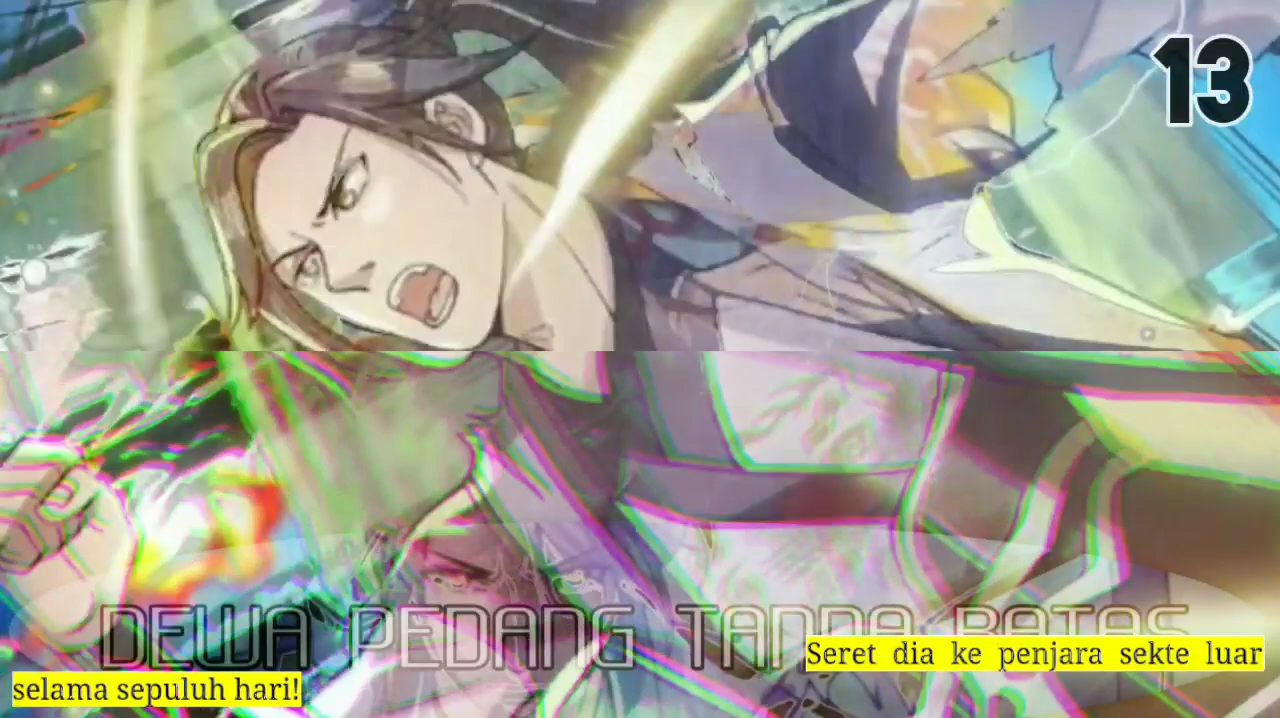 13
DEWA PEDANG TANPA BATAS
Seret dia ke penjara sekte luar
selama sepuluh hari!